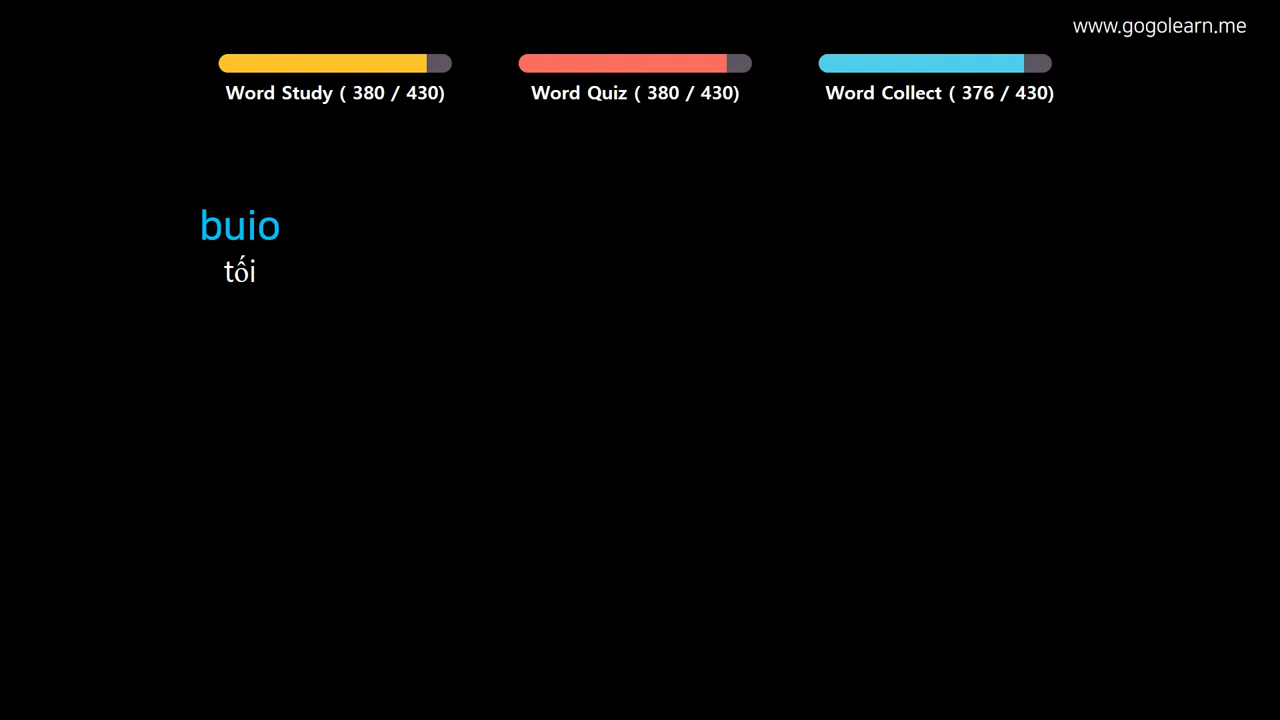 www.gogolearn.me
Word Study ( 380 / 430)
Word Quiz ( 380 / 430)
Word Collect ( 376 / 430)
buio
tối